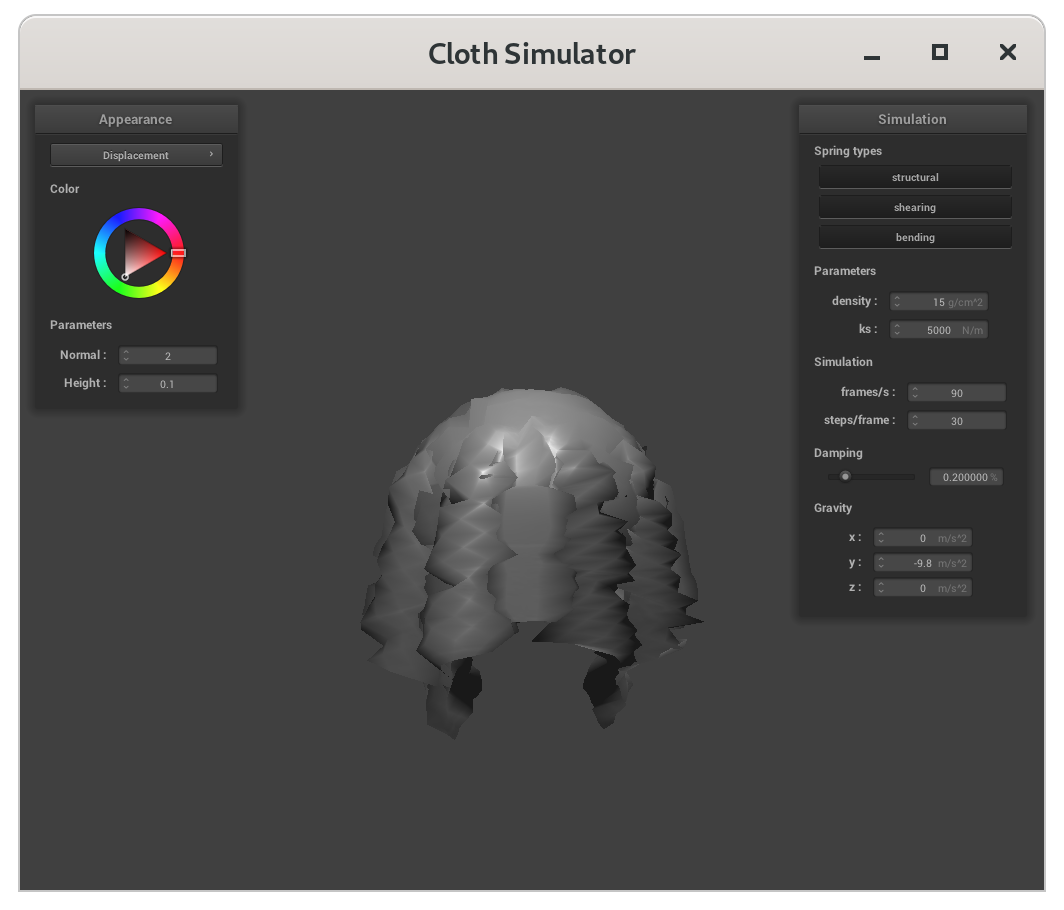 Cloth Simulator
Appearance
Displacement
Color
Parameters
Normal : 2
Height : 0.1
Simulation
Spring types
structural
shearing
bending
Parameters
density : 15 g/cm^2
ks : 5000 N/m
Simulation
frames/s : 90
steps/frame : 30
Damping
0.200000 %
Gravity
x : 0 m/s^2
y : -9.8 m/s^2
z : 0 m/s^2